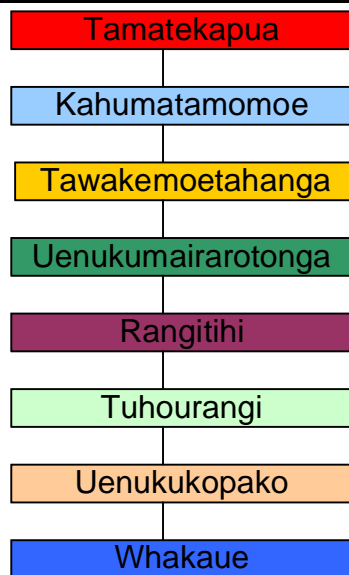 Tamatekapua
Kahumatamomoe
Tawakemoetahanga
Uenukumairarotonga
Rangitihi
Tuhourangi
Uenukukopako
Whakaue